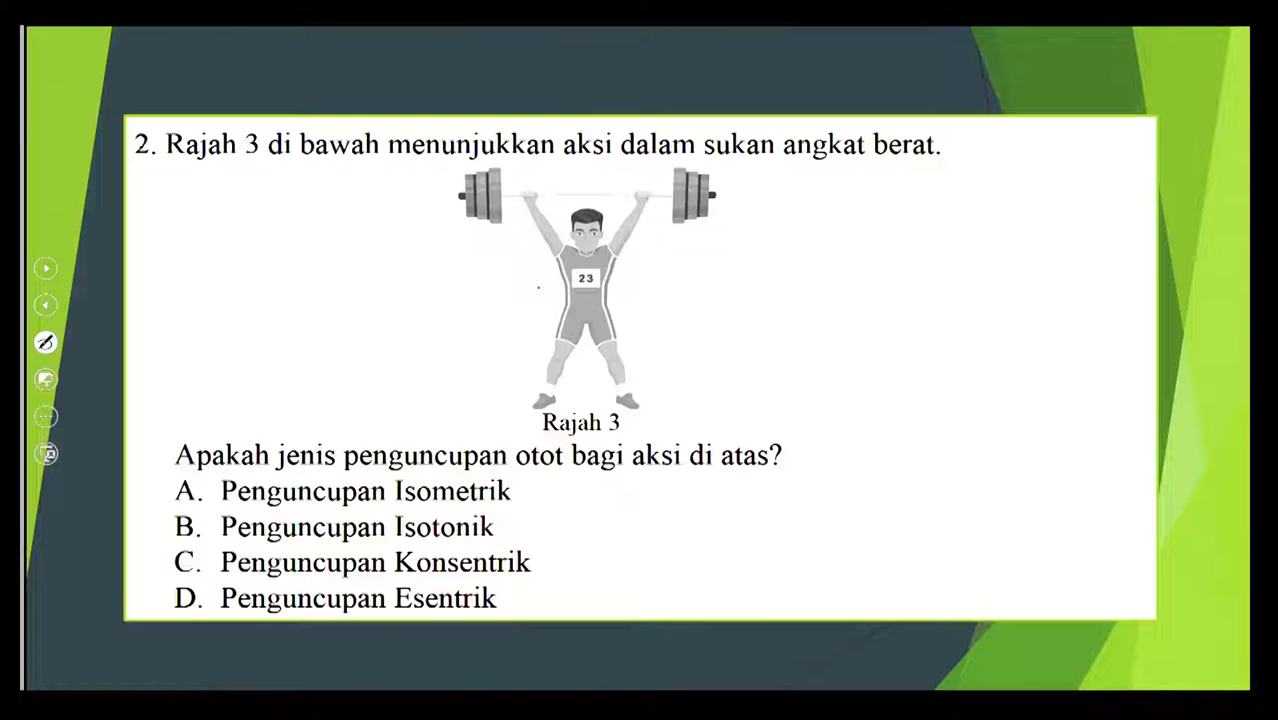 2. Rajah 3 di bawah menunjukkan aksi dalam sukan angkat berat.
23
Rajah 3
Apakah jenis penguncupan otot bagi aksi di atas?
A. Penguncupan Isometrik
B. Penguncupan Isotonik
C. Penguncupan Konsentrik
D. Penguncupan Esentrik